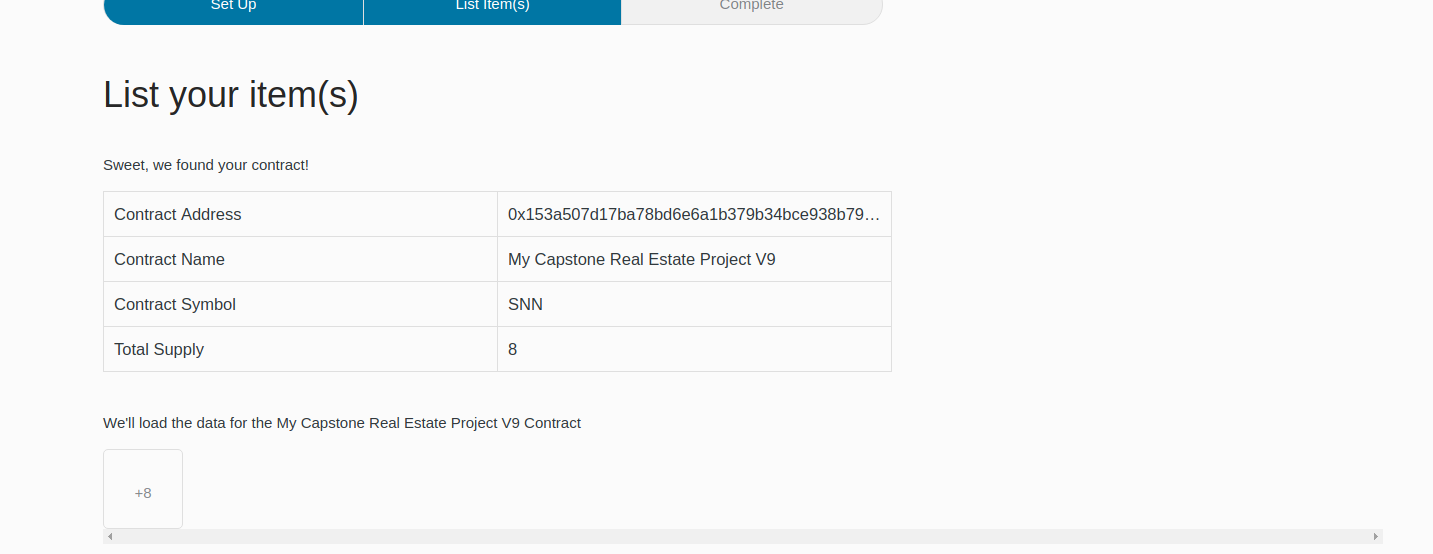 Set Up List Item(s) Complete
List your item(s)
Sweet, we found your contract!
Contract Address 0x153a507d17ba78bd6e6a1b379b34bce938b79…
Contract Name My Capstone Real Estate Project V9
Contract Symbol SNN
Total Supply 8
We'll load the data for the My Capstone Real Estate Project V9 Contract
+8